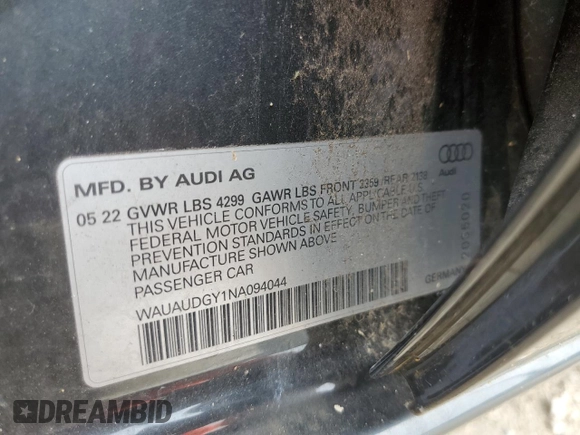 MFD. BY AUDI AG
Audi
05 22 GVWR LBS 4299 GAWR LBS FRONT 2359 /REAR
THIS VEHICLE CONFORMS TO ALL APPLICABLE U.S.
FEDERAL MOTOR VEHICLE SAFETY, BUMPER AND THEFT
PREVENTION STANDARDS IN EFFECT ON THE DATE OF
MANUFACTURE SHOWN ABOVE
PASSENGER CAR
WAUAUDGY1NA094044
GERMANY
DREAMBID